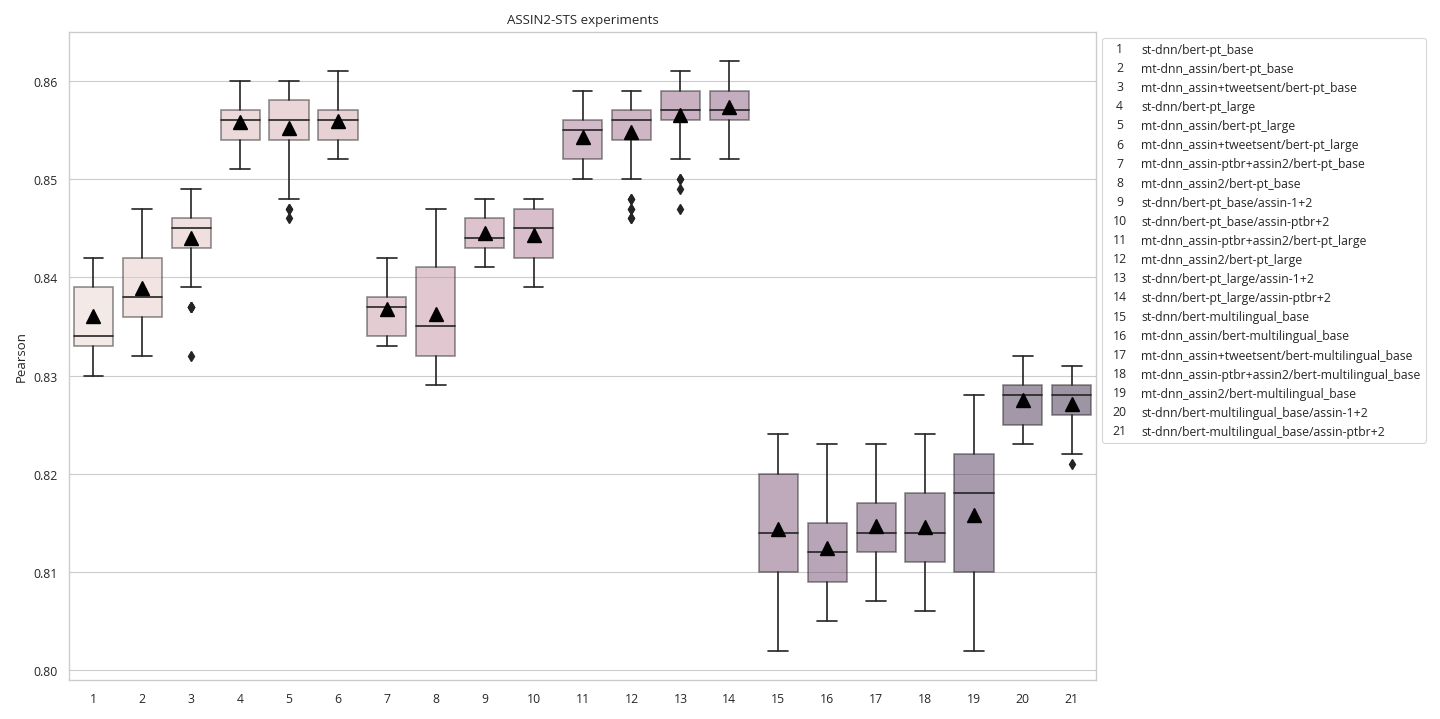 ASSIN2-STS experiments
Pearson
0.86
0.85
0.84
0.83
0.82
0.81
0.80
1 2 3 4 5 6 7 8 9 10 11 12 13 14 15 16 17 18 19 20 21
1 st-dnn/bert-pt_base
2 mt-dnn_assin/bert-pt_base
3 mt-dnn_assin+tweetsent/bert-pt_base
4 st-dnn/bert-pt_large
5 mt-dnn_assin/bert-pt_large
6 mt-dnn_assin+tweetsent/bert-pt_large
7 mt-dnn_assin-ptbr+assin2/bert-pt_base
8 mt-dnn_assin2/bert-pt_base
9 st-dnn/bert-pt_base/assin-1+2
10 st-dnn/bert-pt_base/assin-ptbr+2
11 mt-dnn_assin-ptbr+assin2/bert-pt_large
12 mt-dnn_assin2/bert-pt_large
13 st-dnn/bert-pt_large/assin-1+2
14 st-dnn/bert-pt_large/assin-ptbr+2
15 st-dnn/bert-multilingual_base
16 mt-dnn_assin/bert-multilingual_base
17 mt-dnn_assin+tweetsent/bert-multilingual_base
18 mt-dnn_assin-ptbr+assin2/bert-multilingual_base
19 mt-dnn_assin2/bert-multilingual_base
20 st-dnn/bert-multilingual_base/assin-1+2
21 st-dnn/bert-multilingual_base/assin-ptbr+2